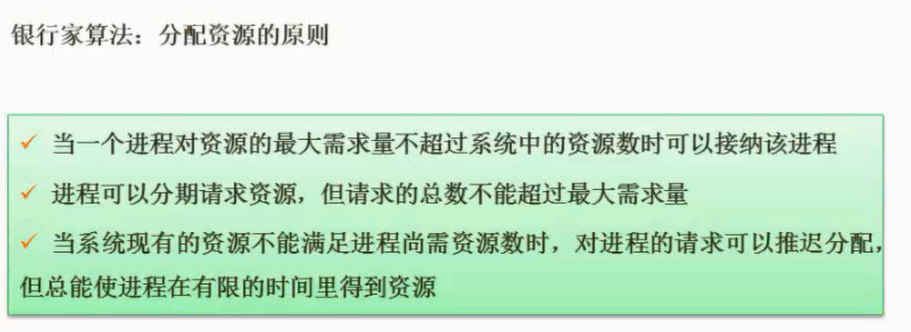 银行家算法：分配资源的原则
✓ 当一个进程对资源的最大需求量不超过系统中的资源数时可以接纳该进程
✓ 进程可以分期请求资源，但请求的总数不能超过最大需求量
✓ 当系统现有的资源不能满足进程尚需资源数时，对进程的请求可以推迟分配，
但总能使进程在有限的时间里得到资源